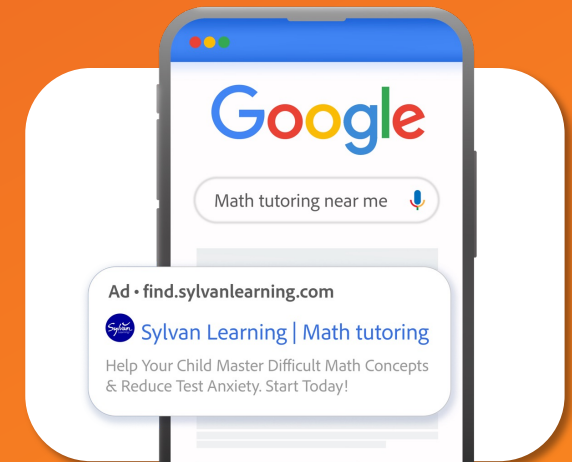 Google
Math tutoring near me
Ad • find.sylvanlearning.com
Sylvan
Sylvan Learning | Math tutoring
Help Your Child Master Difficult Math Concepts
& Reduce Test Anxiety. Start Today!